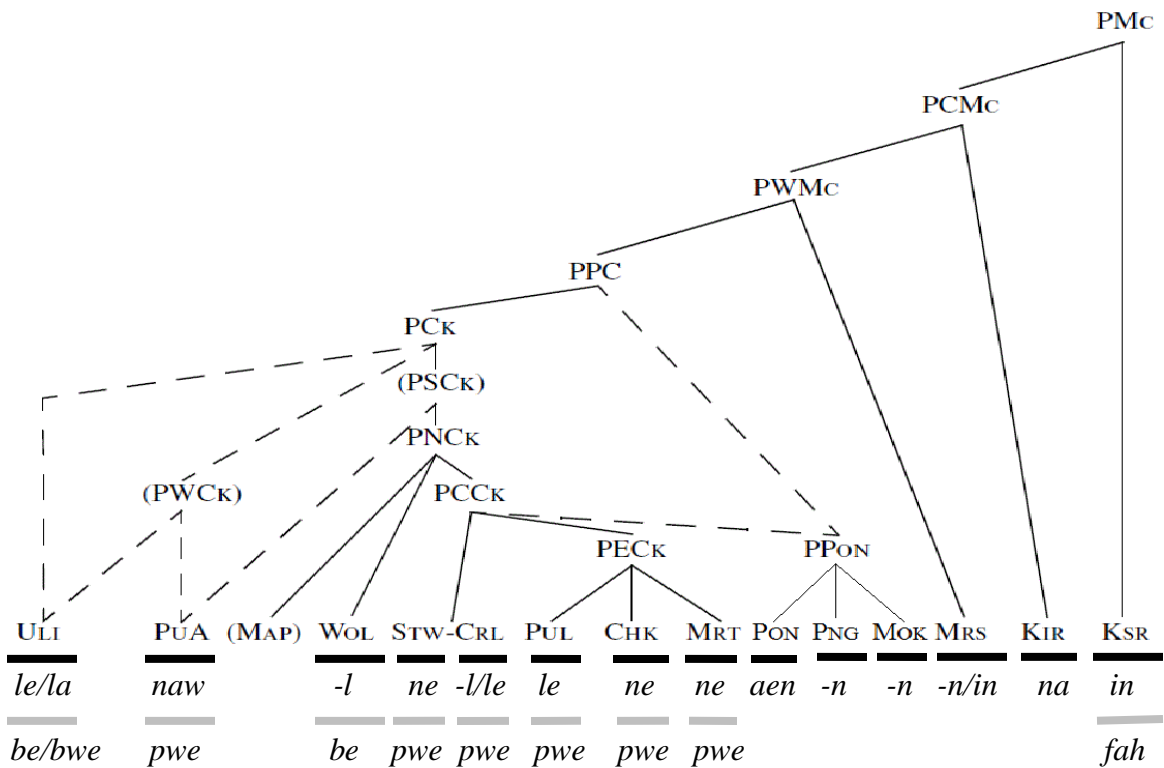 PMC
PCMC
PWMC
PPC
PCK
(PSCK)
PNCK
(PWCK) PCCK
PECK PPON
ULI PUA (MAP) WOL STW-CRL PUL CHK MRT PON PNG MOK MRS KIR KSR
le/la naw -l ne -l/le le ne ne aen -n -n -n/in na in
be/bwe pwe be pwe pwe pwe pwe pwe fah